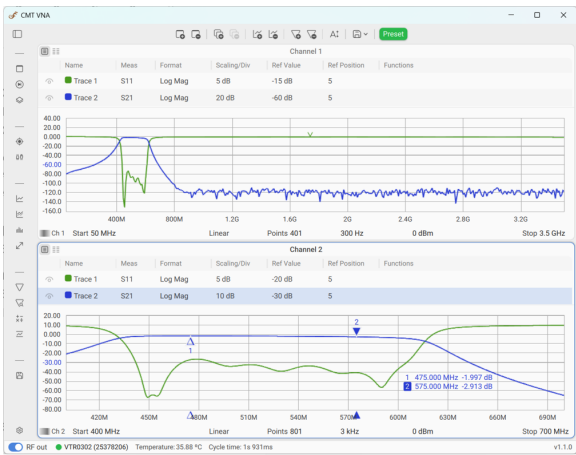 CMT VNA
Preset
Channel 1
Name Meas Format Scaling/Div Ref Value Ref Position Functions
Trace 1 S11 Log Mag 5 dB -15 dB 5
Trace 2 S21 Log Mag 20 dB -60 dB 5
40.00
20.00
0.000
-20.00
-40.00
-60.00
-80.00
-100.0
-120.0
-140.0
-160.0
400M 800M 1.2G 1.6G 2G 2.4G 2.8G 3.2G
Ch 1 Start 50 MHz Linear Points 401 300 Hz 0 dBm Stop 3.5 GHz
Channel 2
Name Meas Format Scaling/Div Ref Value Ref Position Functions
Trace 1 S11 Log Mag 5 dB -20 dB 5
Trace 2 S21 Log Mag 10 dB -30 dB 5
20.00
10.00
0.000
-10.00
-20.00
-30.00
-40.00
-50.00
-60.00
-70.00
-80.00
2
1
1 475.000 MHz -1.997 dB
2 575.000 MHz -2.913 dB
420M 450M 480M 510M 540M 570M 600M 630M 660M 690M
Ch 2 Start 400 MHz Linear Points 801 3 kHz 0 dBm Stop 700 MHz
RF out VTR0302 (25378206) Temperature: 35.88 °C Cycle time: 1s 931ms v1.1.0